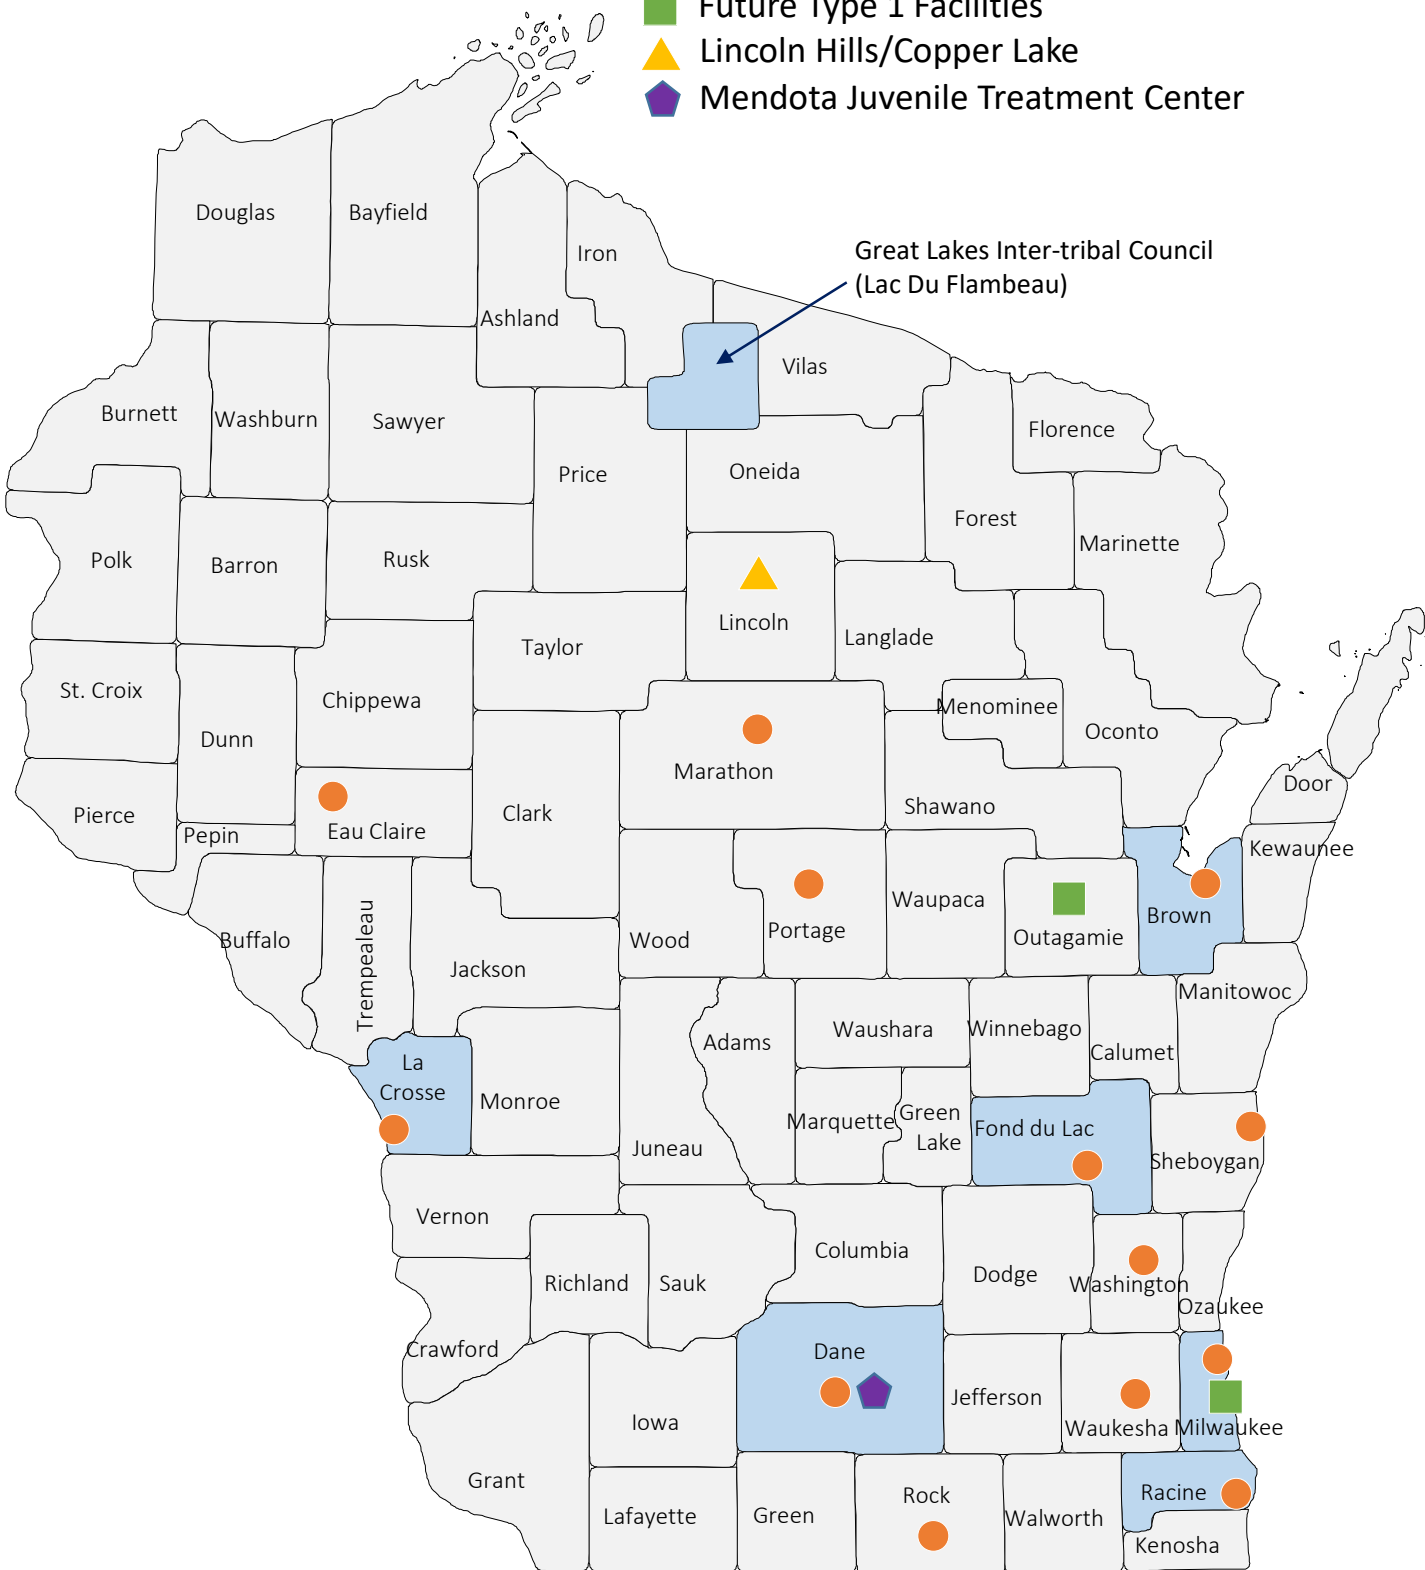 Future Type 1 Facilities
Lincoln Hills/Copper Lake
Mendota Juvenile Treatment Center
Douglas
Bayfield
Iron
Great Lakes Inter-tribal Council
(Lac Du Flambeau)
Ashland
Vilas
Burnett
Washburn
Sawyer
Florence
Price
Oneida
Forest
Marinette
Polk
Barron
Rusk
Lincoln
Langlade
Taylor
St. Croix
Chippewa
Menominee
Oconto
Dunn
Marathon
Door
Pierce
Pepin
Eau Claire
Clark
Shawano
Kewaunee
Buffalo
Trempealeau
Jackson
Wood
Portage
Waupaca
Outagamie
Brown
Manitowoc
La
Crosse
Monroe
Juneau
Adams
Waushara
Winnebago
Calumet
Marquette
Green
Lake
Fond du Lac
Sheboygan
Vernon
Richland
Sauk
Columbia
Dodge
Washington
Ozaukee
Crawford
Dane
Iowa
Jefferson
Waukesha
Milwaukee
Grant
Lafayette
Green
Rock
Walworth
Racine
Kenosha